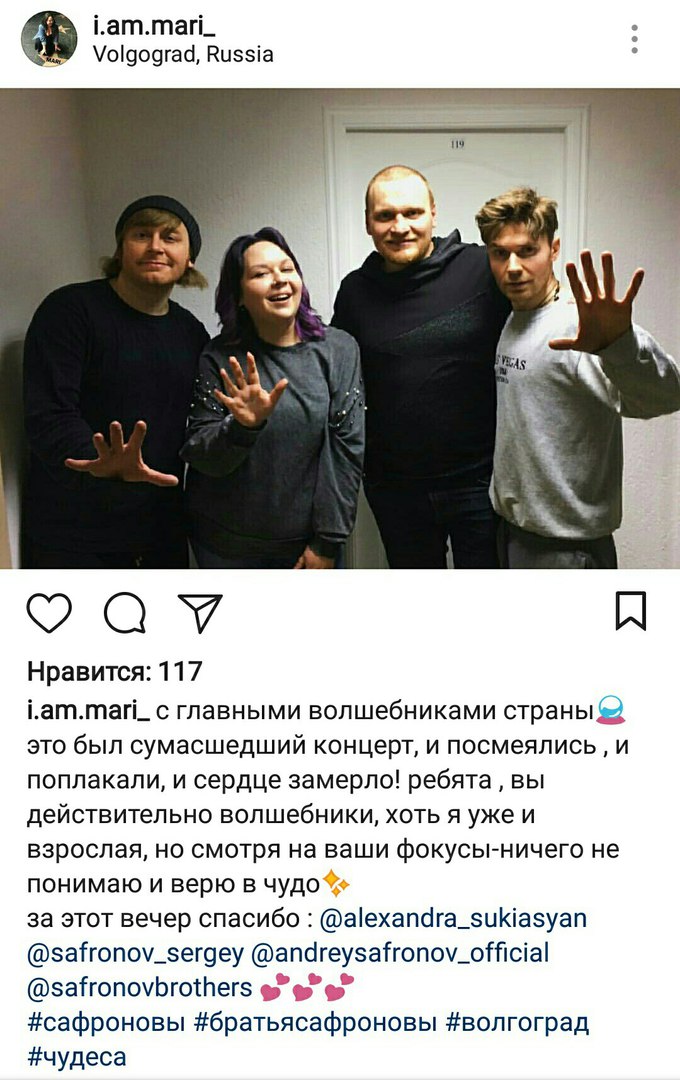 i.am.mari_
Volgograd, Russia
119
VEGAS
Нравится: 117
i.am.mari_ с главными волшебниками страны🔮
это был сумасшедший концерт, и посмеялись , и
поплакали, и сердце замерло! ребята , вы
действительно волшебники, хоть я уже и
взрослая, но смотря на ваши фокусы-ничего не
понимаю и верю в чудо✨
за этот вечер спасибо : @alexandra_sukiasyan
@safronov_sergey @andreysafronov_official
@safronovbrothers 💕💕💕
#сафроновы #братьясафроновы #волгоград
#чудеса